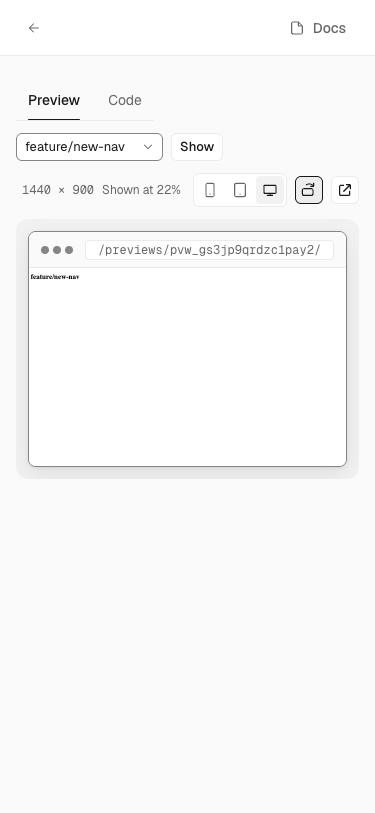 Docs
Preview Code
feature/new-nav Show
1440 × 900 Shown at 22%
/previews/pvw_gs3jp9qrdzc1pay2/
feature/new-nav